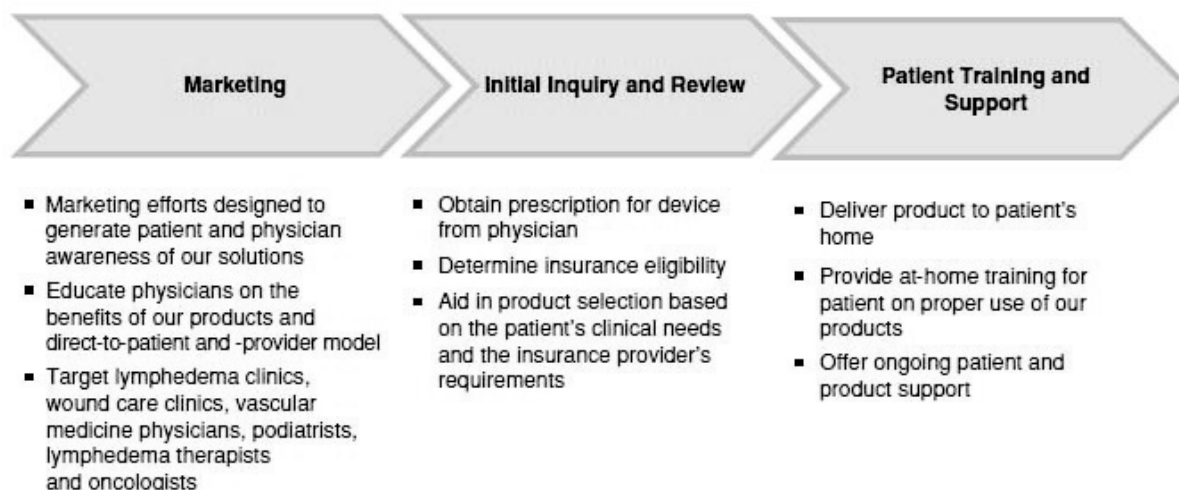 Marketing
Initial Inquiry and Review
Patient Training and
Support
▪ Marketing efforts designed to
generate patient and physician
awareness of our solutions
▪ Educate physicians on the
benefits of our products and
direct-to-patient and -provider model
▪ Target lymphedema clinics,
wound care clinics, vascular
medicine physicians, podiatrists,
lymphedema therapists
and oncologists
▪ Obtain prescription for device
from physician
▪ Determine insurance eligibility
▪ Aid in product selection based
on the patient's clinical needs
and the insurance provider's
requirements
▪ Deliver product to patient's
home
▪ Provide at-home training for
patient on proper use of our
products
▪ Offer ongoing patient and
product support